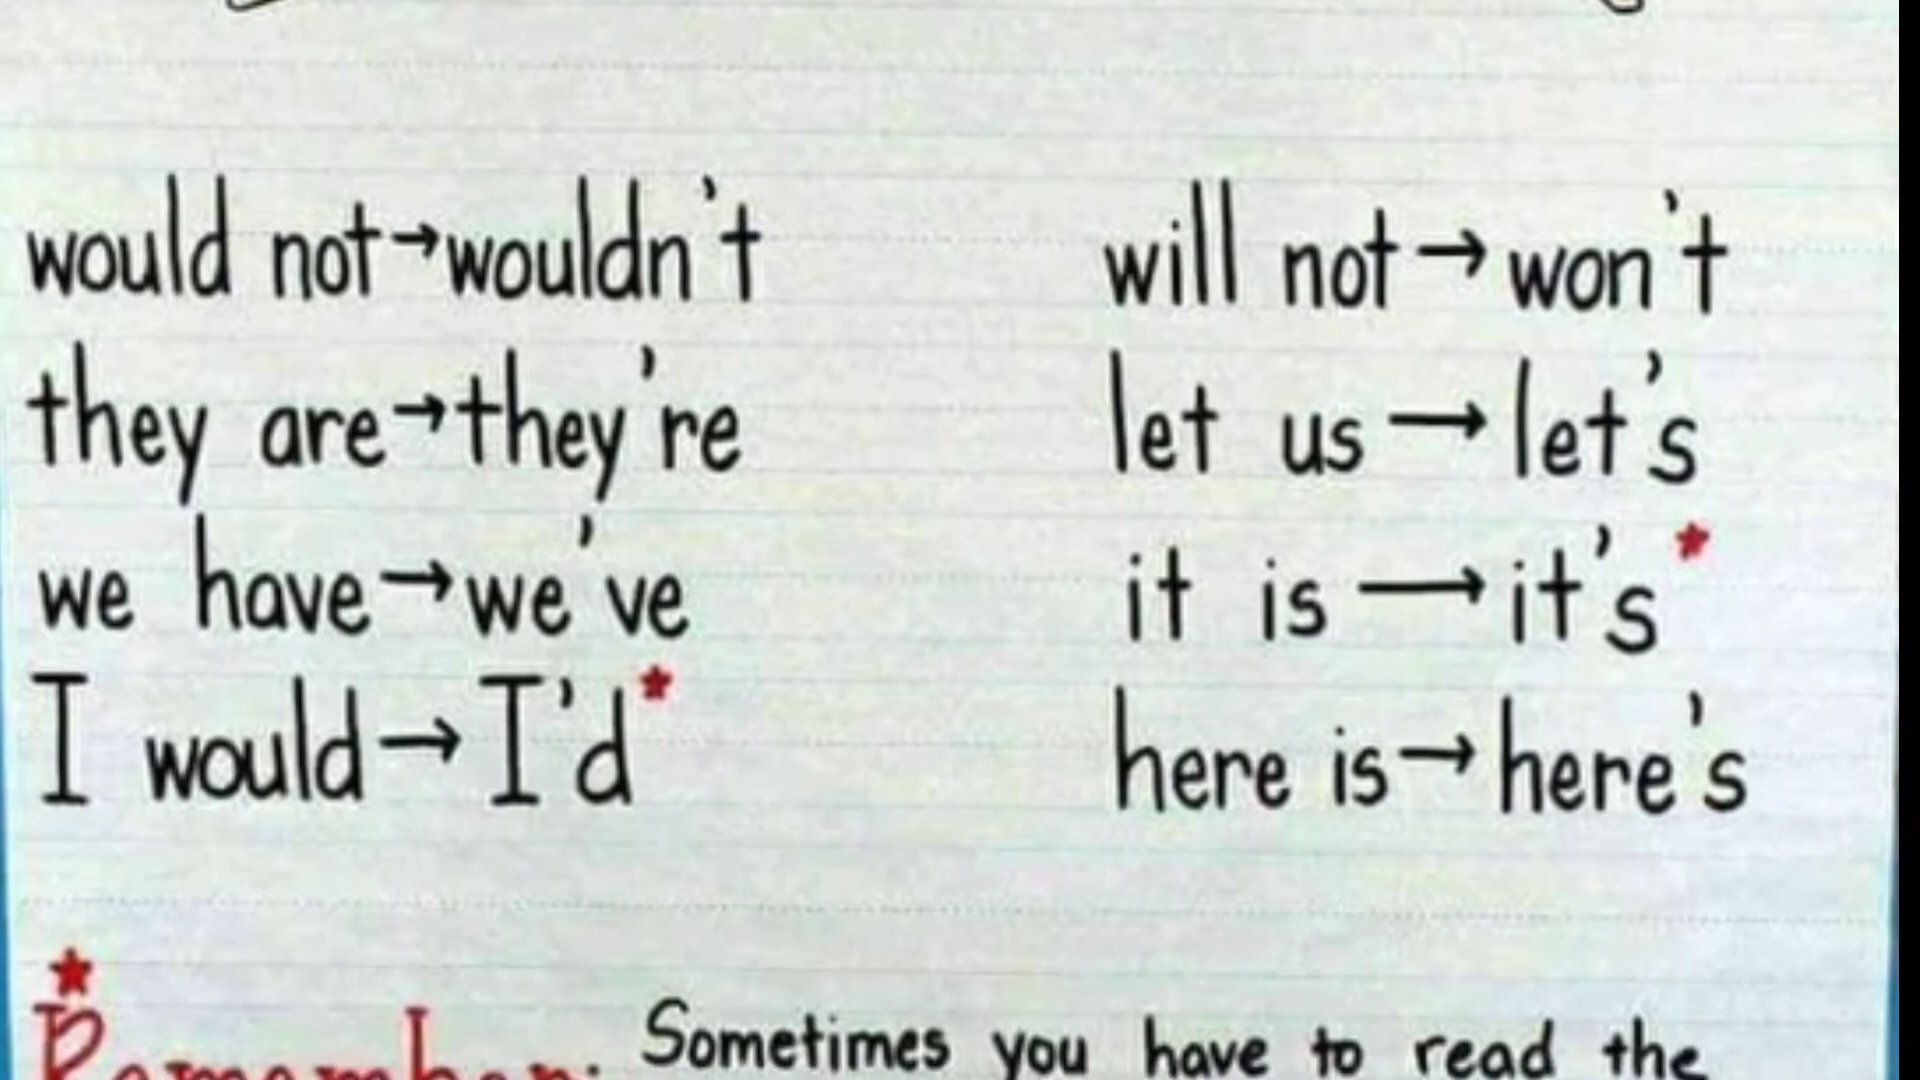 would not→wouldn't
they are→they're
we have→we've
I would→I'd*
will not→won't
let us→let's
it is→it's*
here is→here's
*
Remember: Sometimes you have to read the